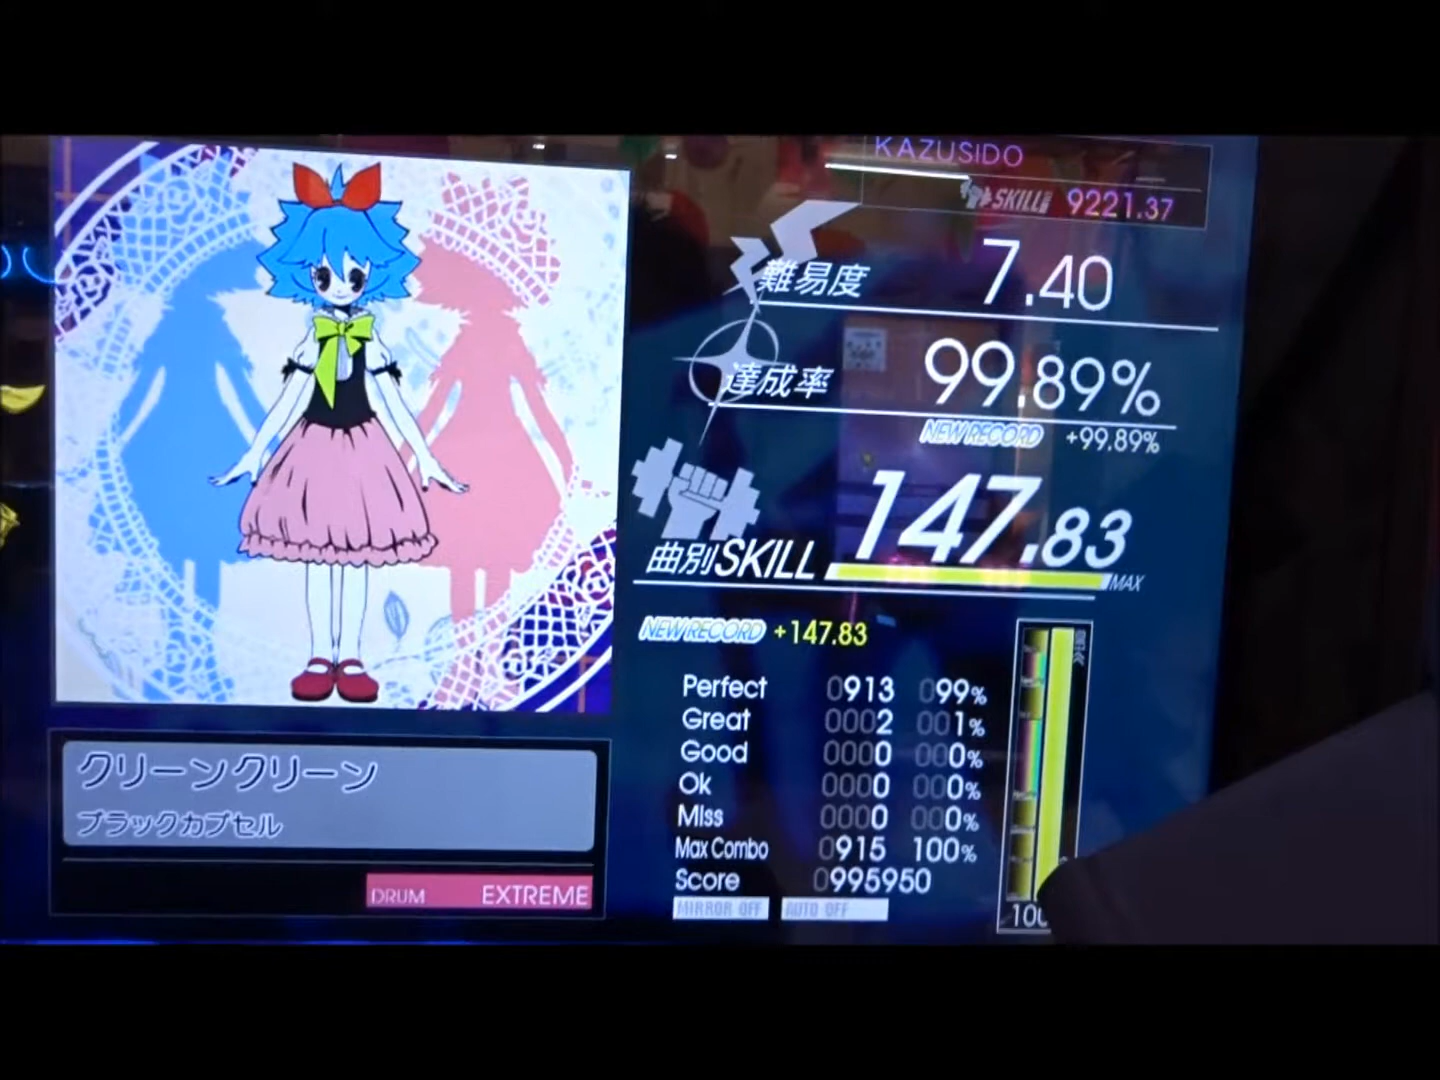 KAZUSIDO
SKILL 9221.37
難易度 7.40
達成率 99.89%
NEW RECORD +99.89%
曲別SKILL 147.83
MAX
NEW RECORD +147.83
Perfect 0913 099%
Great 0002 001%
Good 0000 000%
Ok 0000 000%
Miss 0000 000%
Max Combo 0915 100%
Score 0995950
MIRROR OFF AUTO OFF
クリーンクリーン
ブラックカプセル
DRUM EXTREME